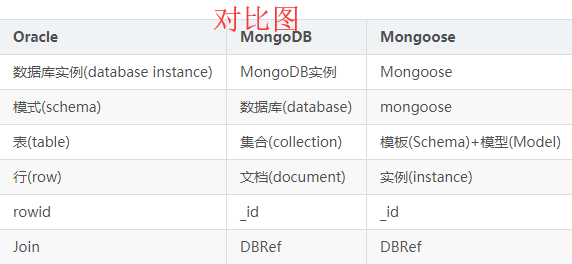 对比图
Oracle MongoDB Mongoose
数据库实例(database instance) MongoDB实例 Mongoose
模式(schema) 数据库(database) mongoose
表(table) 集合(collection) 模板(Schema)+模型(Model)
行(row) 文档(document) 实例(instance)
rowid _id _id
Join DBRef DBRef